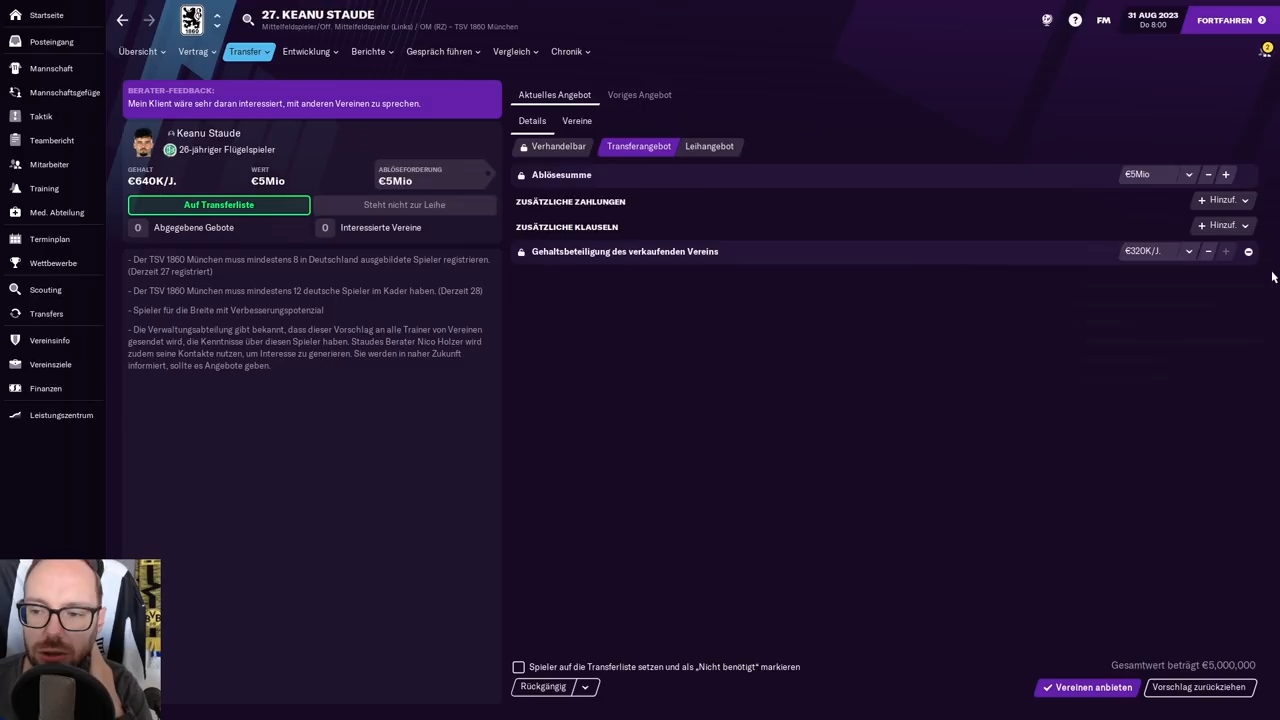 27. KEANU STAUDE
Mittelfeldspieler/Off. Mittelfeldspieler (Links) / OM (RZ) – TSV 1860 München
31 AUG 2023
Do 8:00
FM
FORTFAHREN
2
Startseite
Posteingang
Mannschaft
Mannschaftsgefüge
Taktik
Teambericht
Mitarbeiter
Training
Med. Abteilung
Terminplan
Wettbewerbe
Scouting
Transfers
Vereinsinfo
Vereinsziele
Finanzen
Leistungszentrum
Übersicht
Vertrag
Transfer
Entwicklung
Berichte
Gespräch führen
Vergleich
Chronik
BERATER-FEEDBACK:
Mein Klient wäre sehr daran interessiert, mit anderen Vereinen zu sprechen.
Keanu Staude
26-jähriger Flügelspieler
GEHALT
€640K/J.
WERT
€5Mio
ABLÖSEFORDERUNG
€5Mio
Auf Transferliste
Steht nicht zur Leihe
0 Abgegebene Gebote
0 Interessierte Vereine
- Der TSV 1860 München muss mindestens 8 in Deutschland ausgebildete Spieler registrieren.
(Derzeit 27 registriert)
- Der TSV 1860 München muss mindestens 12 deutsche Spieler im Kader haben. (Derzeit 28)
- Spieler für die Breite mit Verbesserungspotenzial
- Die Verwaltungsabteilung gibt bekannt, dass dieser Vorschlag an alle Trainer von Vereinen
gesendet wird, die Kenntnisse über diesen Spieler haben. Staudes Berater Nico Holzer wird
zudem seine Kontakte nutzen, um Interesse zu generieren. Sie werden in naher Zukunft
informiert, sollte es Angebote geben.
Aktuelles Angebot
Voriges Angebot
Details
Vereine
Verhandelbar
Transferangebot
Leihangebot
Ablösesumme
€5Mio
ZUSÄTZLICHE ZAHLUNGEN
Hinzuf.
ZUSÄTZLICHE KLAUSELN
Hinzuf.
Gehaltsbeteiligung des verkaufenden Vereins
€320K/J.
Spieler auf die Transferliste setzen und als „Nicht benötigt“ markieren
Gesamtwert beträgt €5,000,000
Rückgängig
Vereinen anbieten
Vorschlag zurückziehen